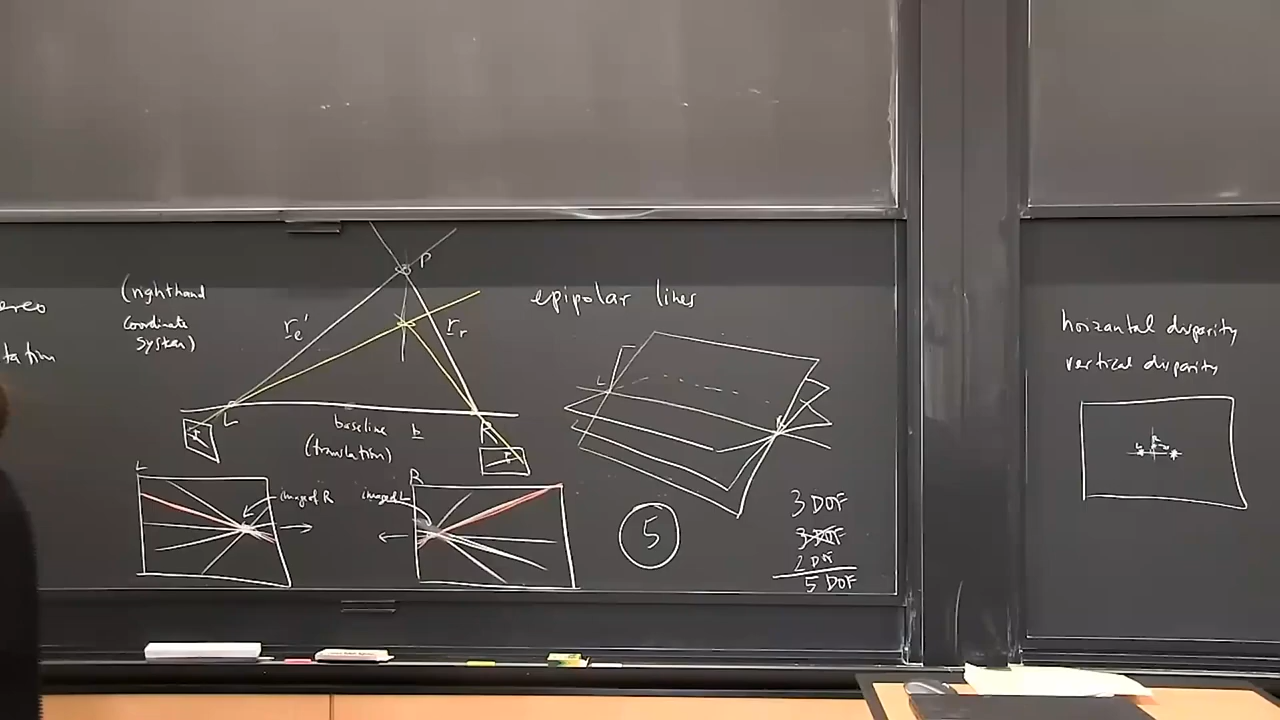 ereo
tation
(righthand
Coordinate
System)
P
r_e'
r_r
L
R
baseline b
(translation)
L
image of R
image of L
R
epipolar lines
L
R
5
3 DOF
3 DOF
2 DOF
5 DOF
horizontal disparity
vertical disparity